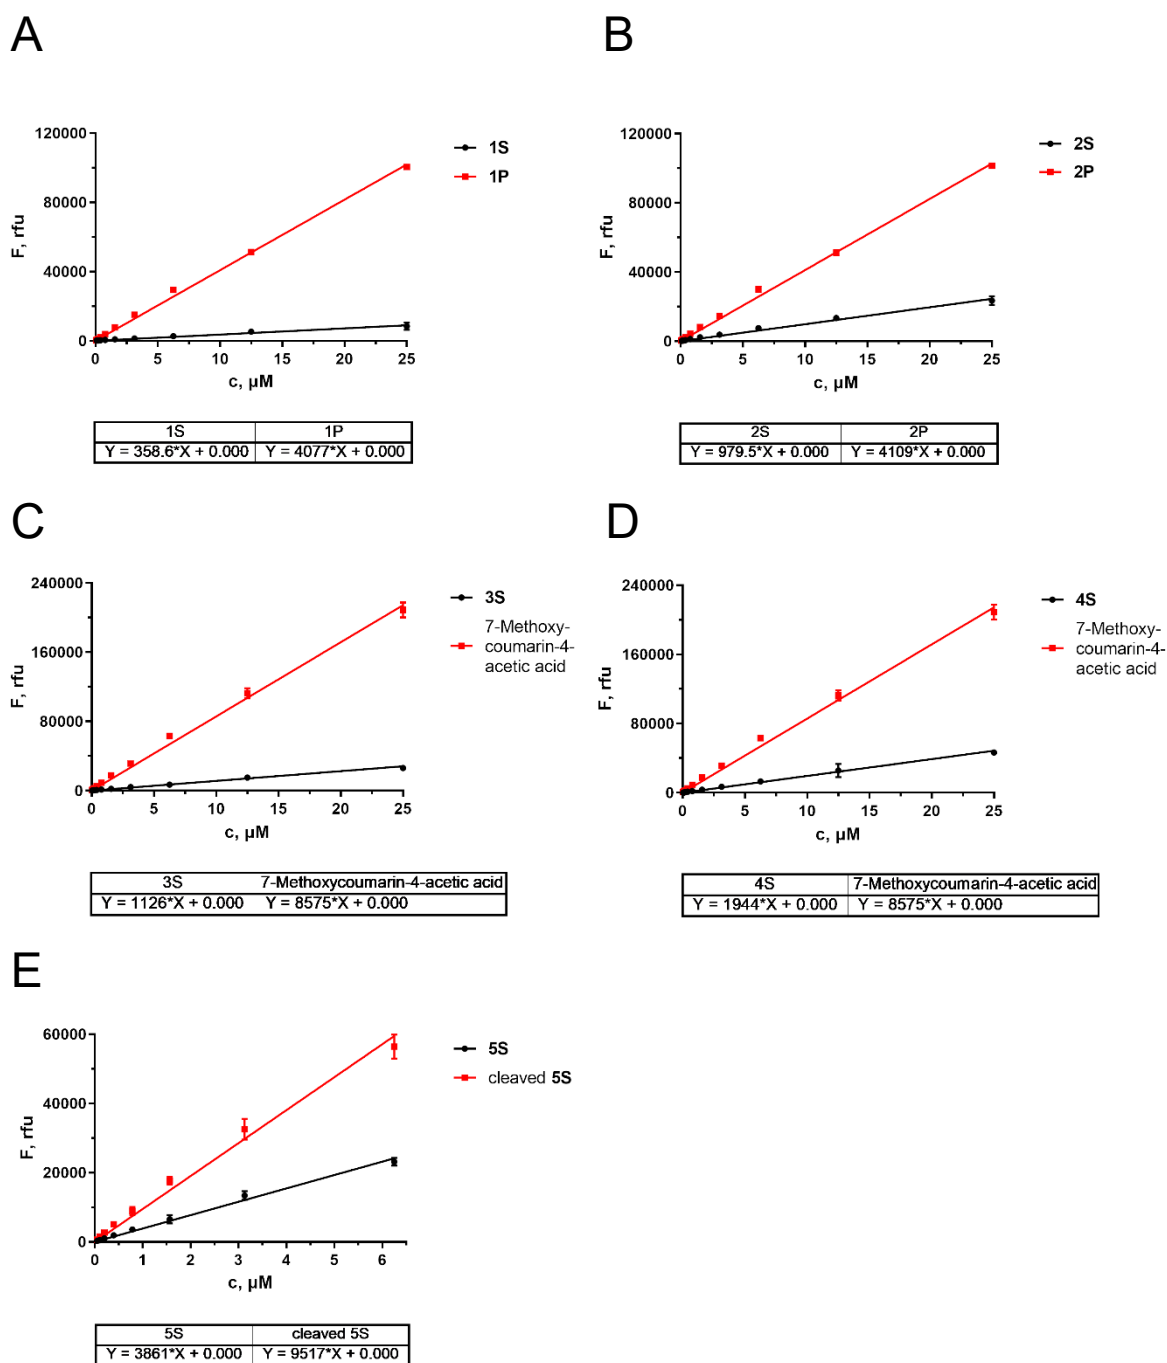 A
B
120000
80000
40000
0
F, rfu
0 5 10 15 20 25
c, µM
1S
1P
1S 1P
Y = 358.6*X + 0.000 Y = 4077*X + 0.000
120000
80000
40000
0
F, rfu
0 5 10 15 20 25
c, µM
2S
2P
2S 2P
Y = 979.5*X + 0.000 Y = 4109*X + 0.000
C
D
240000
160000
80000
0
F, rfu
0 5 10 15 20 25
c, µM
3S
7-Methoxy-
coumarin-4-
acetic acid
3S 7-Methoxycoumarin-4-acetic acid
Y = 1126*X + 0.000 Y = 8575*X + 0.000
240000
160000
80000
0
F, rfu
0 5 10 15 20 25
c, µM
4S
7-Methoxy-
coumarin-4-
acetic acid
4S 7-Methoxycoumarin-4-acetic acid
Y = 1944*X + 0.000 Y = 8575*X + 0.000
E
60000
40000
20000
0
F, rfu
0 1 2 3 4 5 6
c, µM
5S
cleaved 5S
5S cleaved 5S
Y = 3861*X + 0.000 Y = 9517*X + 0.000